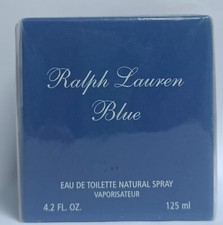 Ralph Lauren
Blue
EAU DE TOILETTE NATURAL SPRAY
VAPORISATEUR
4.2 FL. OZ. 125 ml